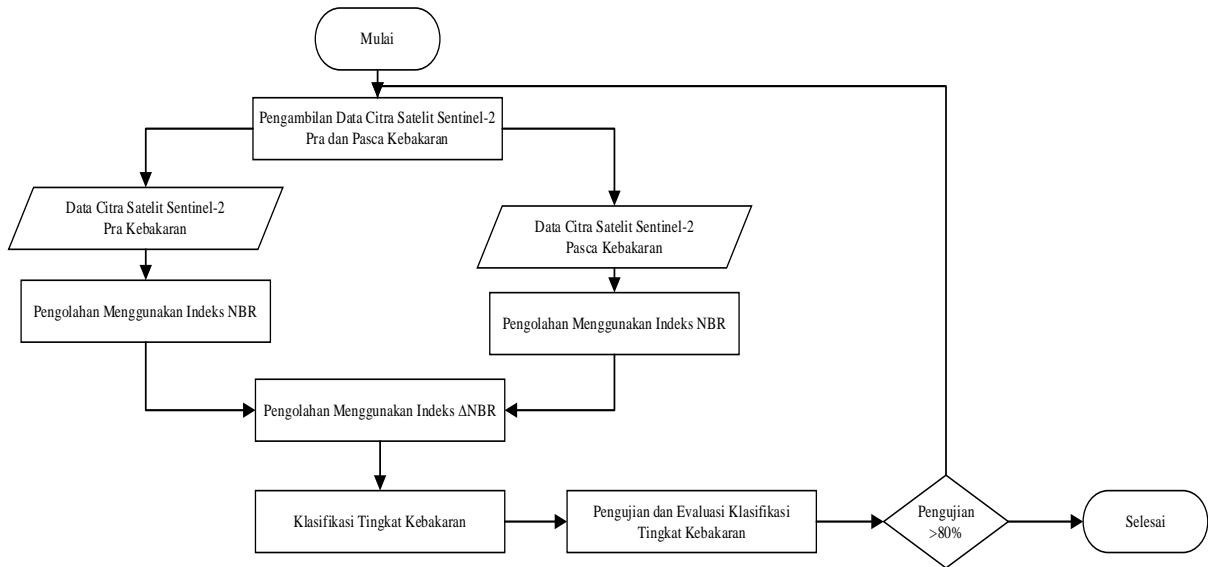 Mulai
Pengambilan Data Citra Satelit Sentinel-2
Pra dan Pasca Kebakaran
Data Citra Satelit Sentinel-2
Pra Kebakaran
Data Citra Satelit Sentinel-2
Pasca Kebakaran
Pengolahan Menggunakan Indeks NBR
Pengolahan Menggunakan Indeks NBR
Pengolahan Menggunakan Indeks ΔNBR
Klasifikasi Tingkat Kebakaran
Pengujian dan Evaluasi Klasifikasi
Tingkat Kebakaran
Pengujian
>80%
Selesai